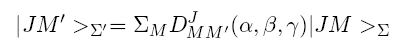 |JM′ >_{Σ′}= Σ_M D^J_{MM′}(α, β, γ)|JM >_Σ